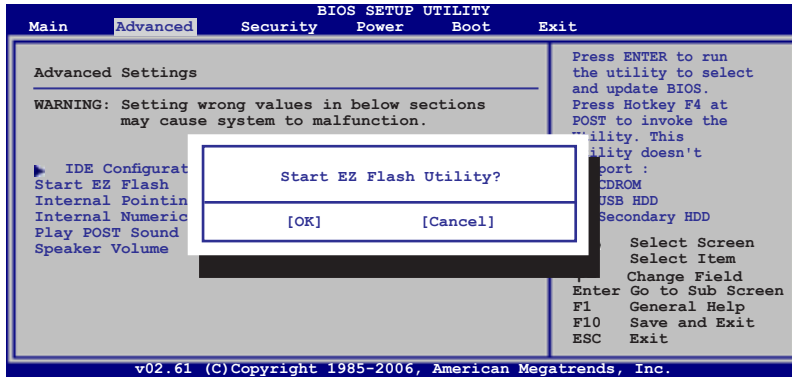 BIOS SETUP UTILITY
Main Advanced Security Power Boot Exit
Advanced Settings
WARNING: Setting wrong values in below sections
may cause system to malfunction.
IDE Configurat
Start EZ Flash
Internal Pointin
Internal Numeric
Play POST Sound
Speaker Volume
Start EZ Flash Utility?
[OK] [Cancel]
Press ENTER to run
the utility to select
and update BIOS.
Press Hotkey F4 at
POST to invoke the
ility. This
ility doesn't
port :
CDROM
USB HDD
Secondary HDD
Select Screen
Select Item
Change Field
Enter Go to Sub Screen
F1 General Help
F10 Save and Exit
ESC Exit
v02.61 (C)Copyright 1985-2006, American Megatrends, Inc.